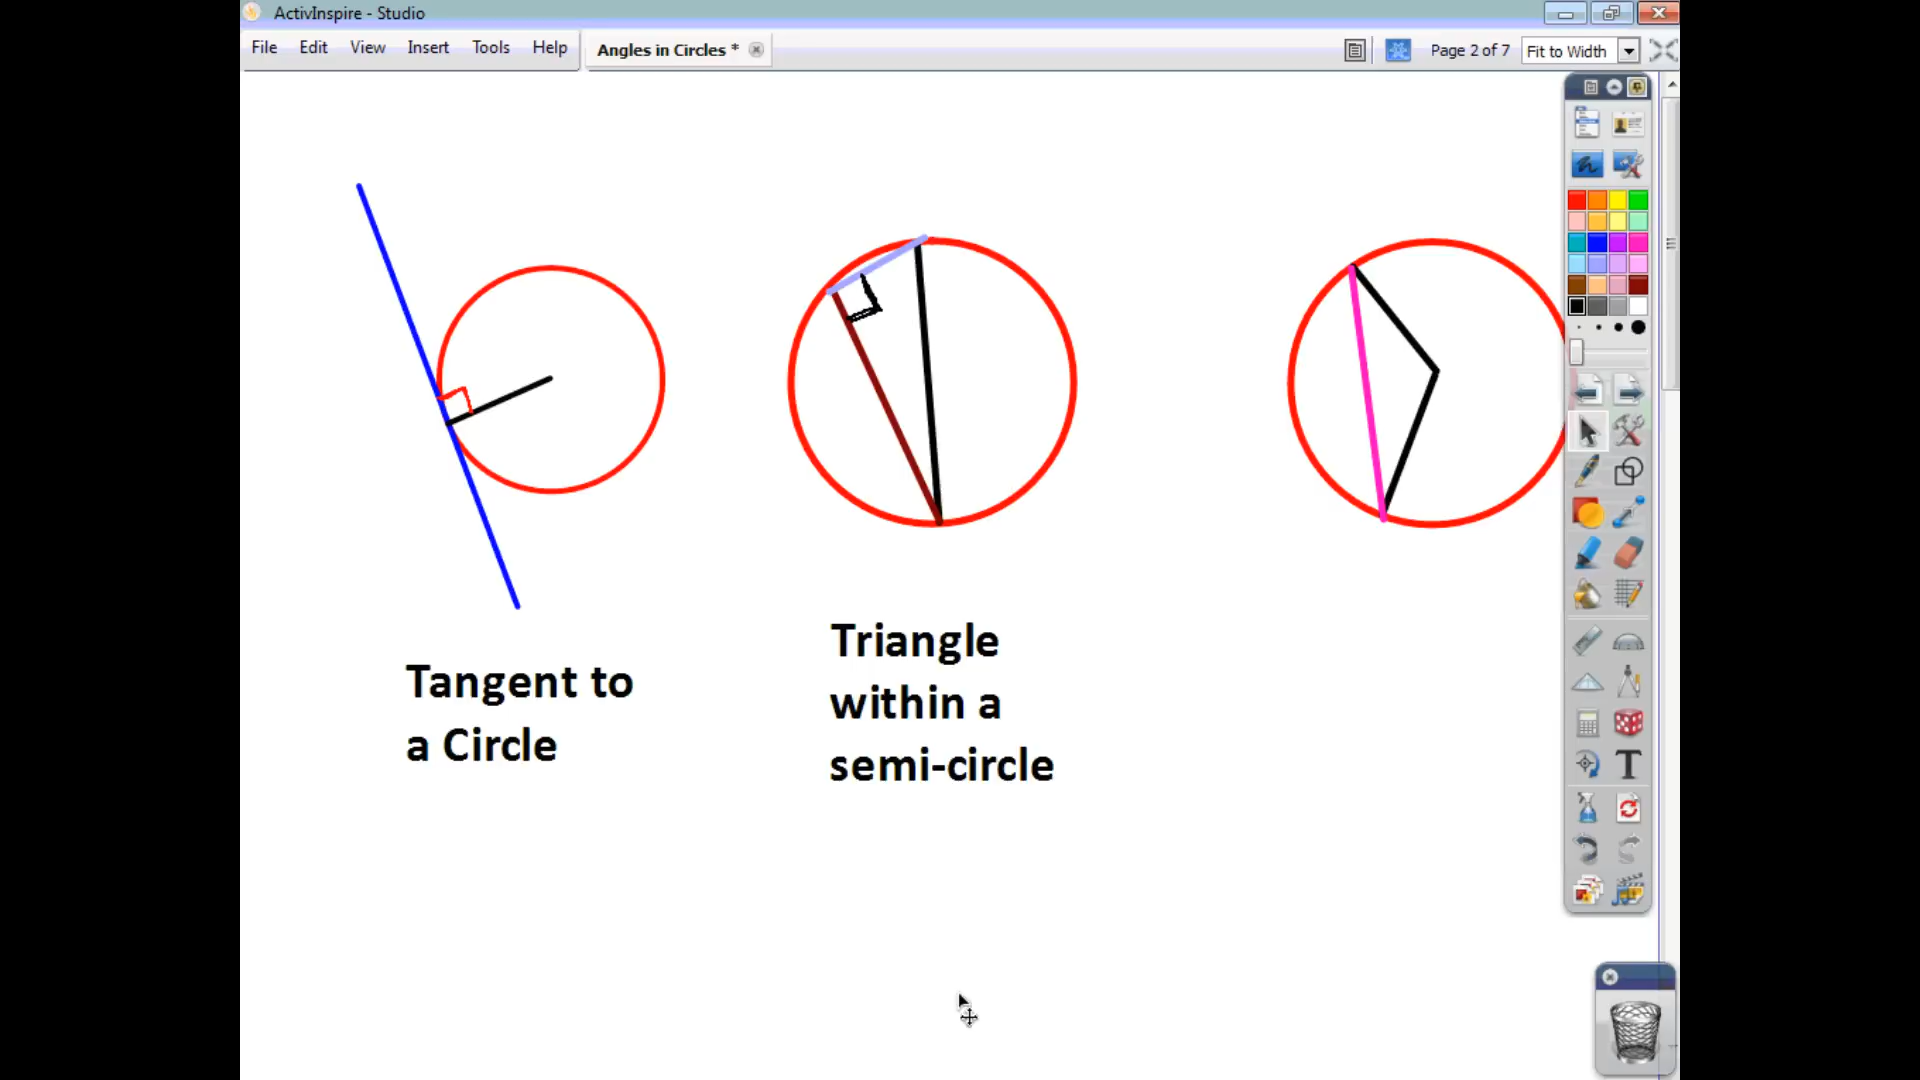 ActivInspire - Studio
File Edit View Insert Tools Help
Angles in Circles *
Page 2 of 7
Fit to Width
Tangent to
a Circle
Triangle
within a
semi-circle